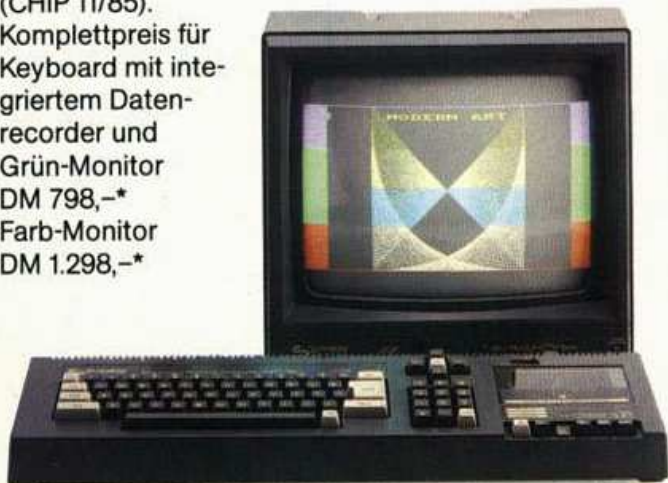 (CHIP 11/85).
Komplettpreis für
Keyboard mit inte-
griertem Daten-
recorder und
Grün-Monitor
DM 798,–*
Farb-Monitor
DM 1.298,–*
MODERN ART